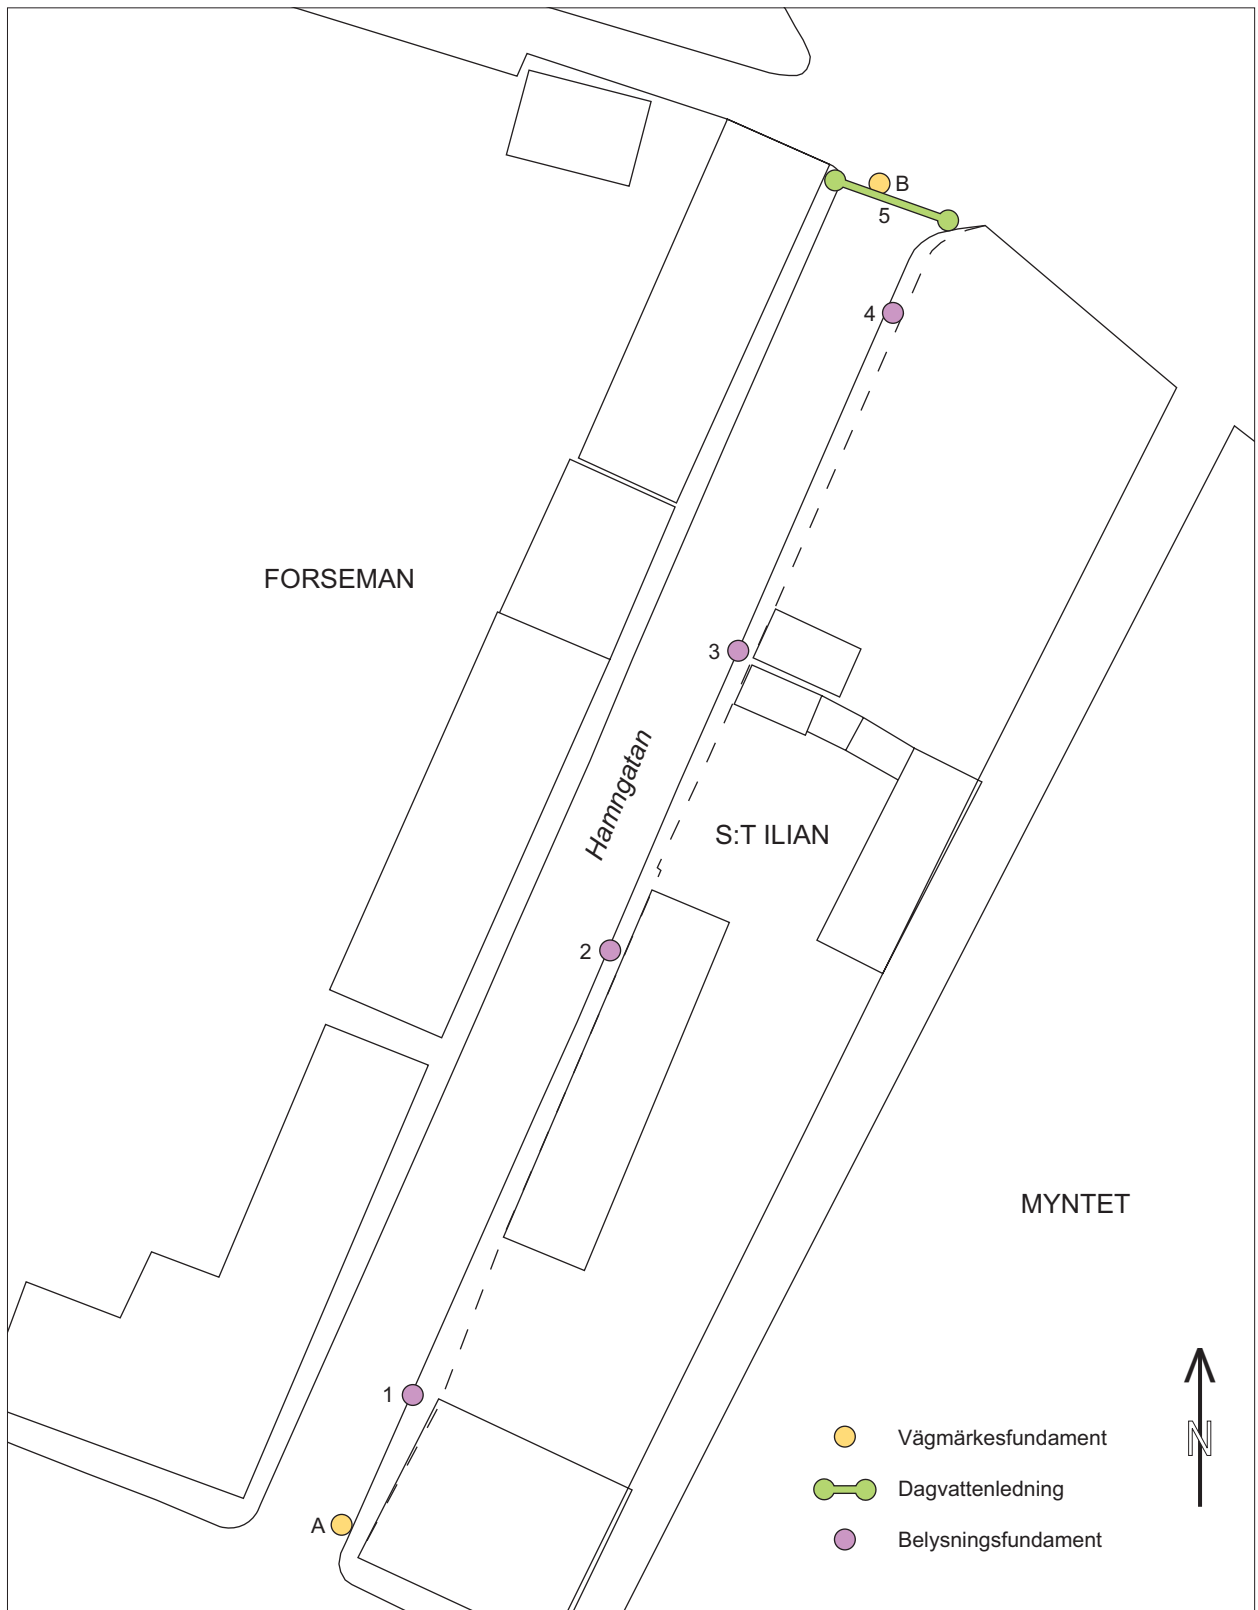 B
5
4
FORSEMAN
3
Hamngatan
S:T ILIAN
2
MYNTET
1
A
Vägmärkesfundament
Dagvattenledning
Belysningsfundament
N